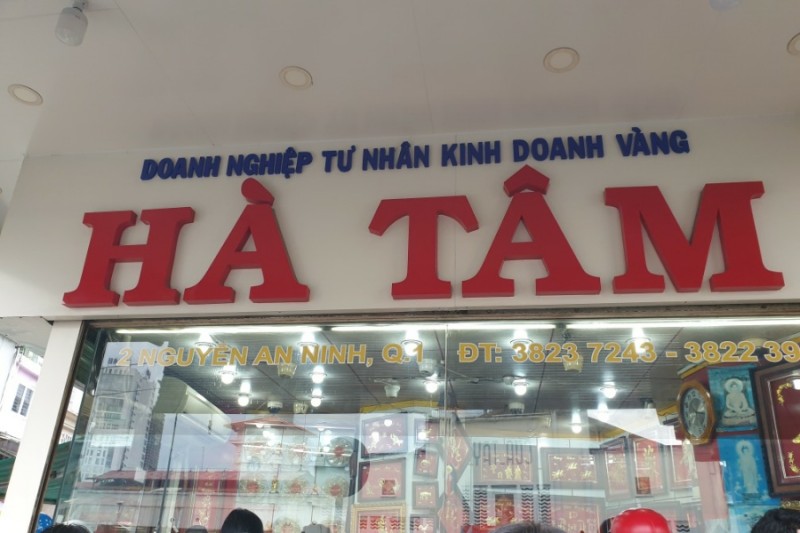 DOANH NGHIỆP TƯ NHÂN KINH DOANH VÀNG
HÀ TÂM
2 NGUYỄN AN NINH, Q.1 ĐT: 3823 7243 - 3822 39